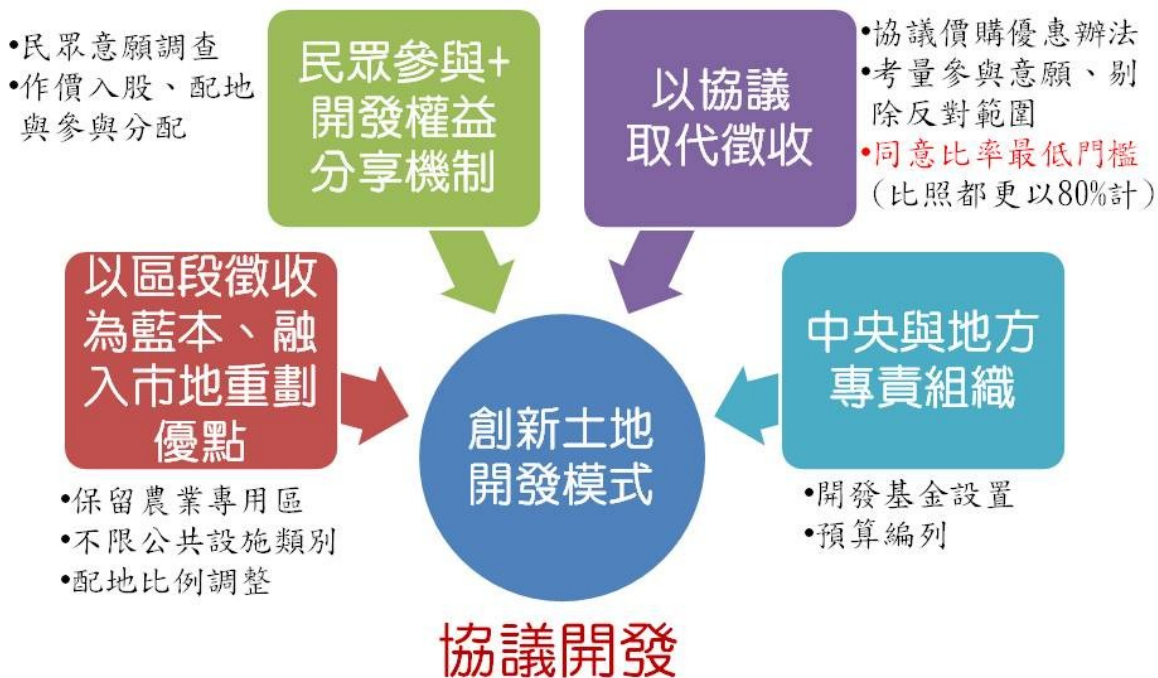 •民眾意願調查
•作價入股、配地
與參與分配
民眾參與+
開發權益
分享機制
以協議
取代徵收
•協議價購優惠辦法
•考量參與意願、剔
除反對範圍
•同意比率最低門檻
(比照都更以80%計)
以區段徵收
為藍本、融
入市地重劃
優點
•保留農業專用區
•不限公共設施類別
•配地比例調整
創新土地
開發模式
中央與地方
專責組織
•開發基金設置
•預算編列
協議開發